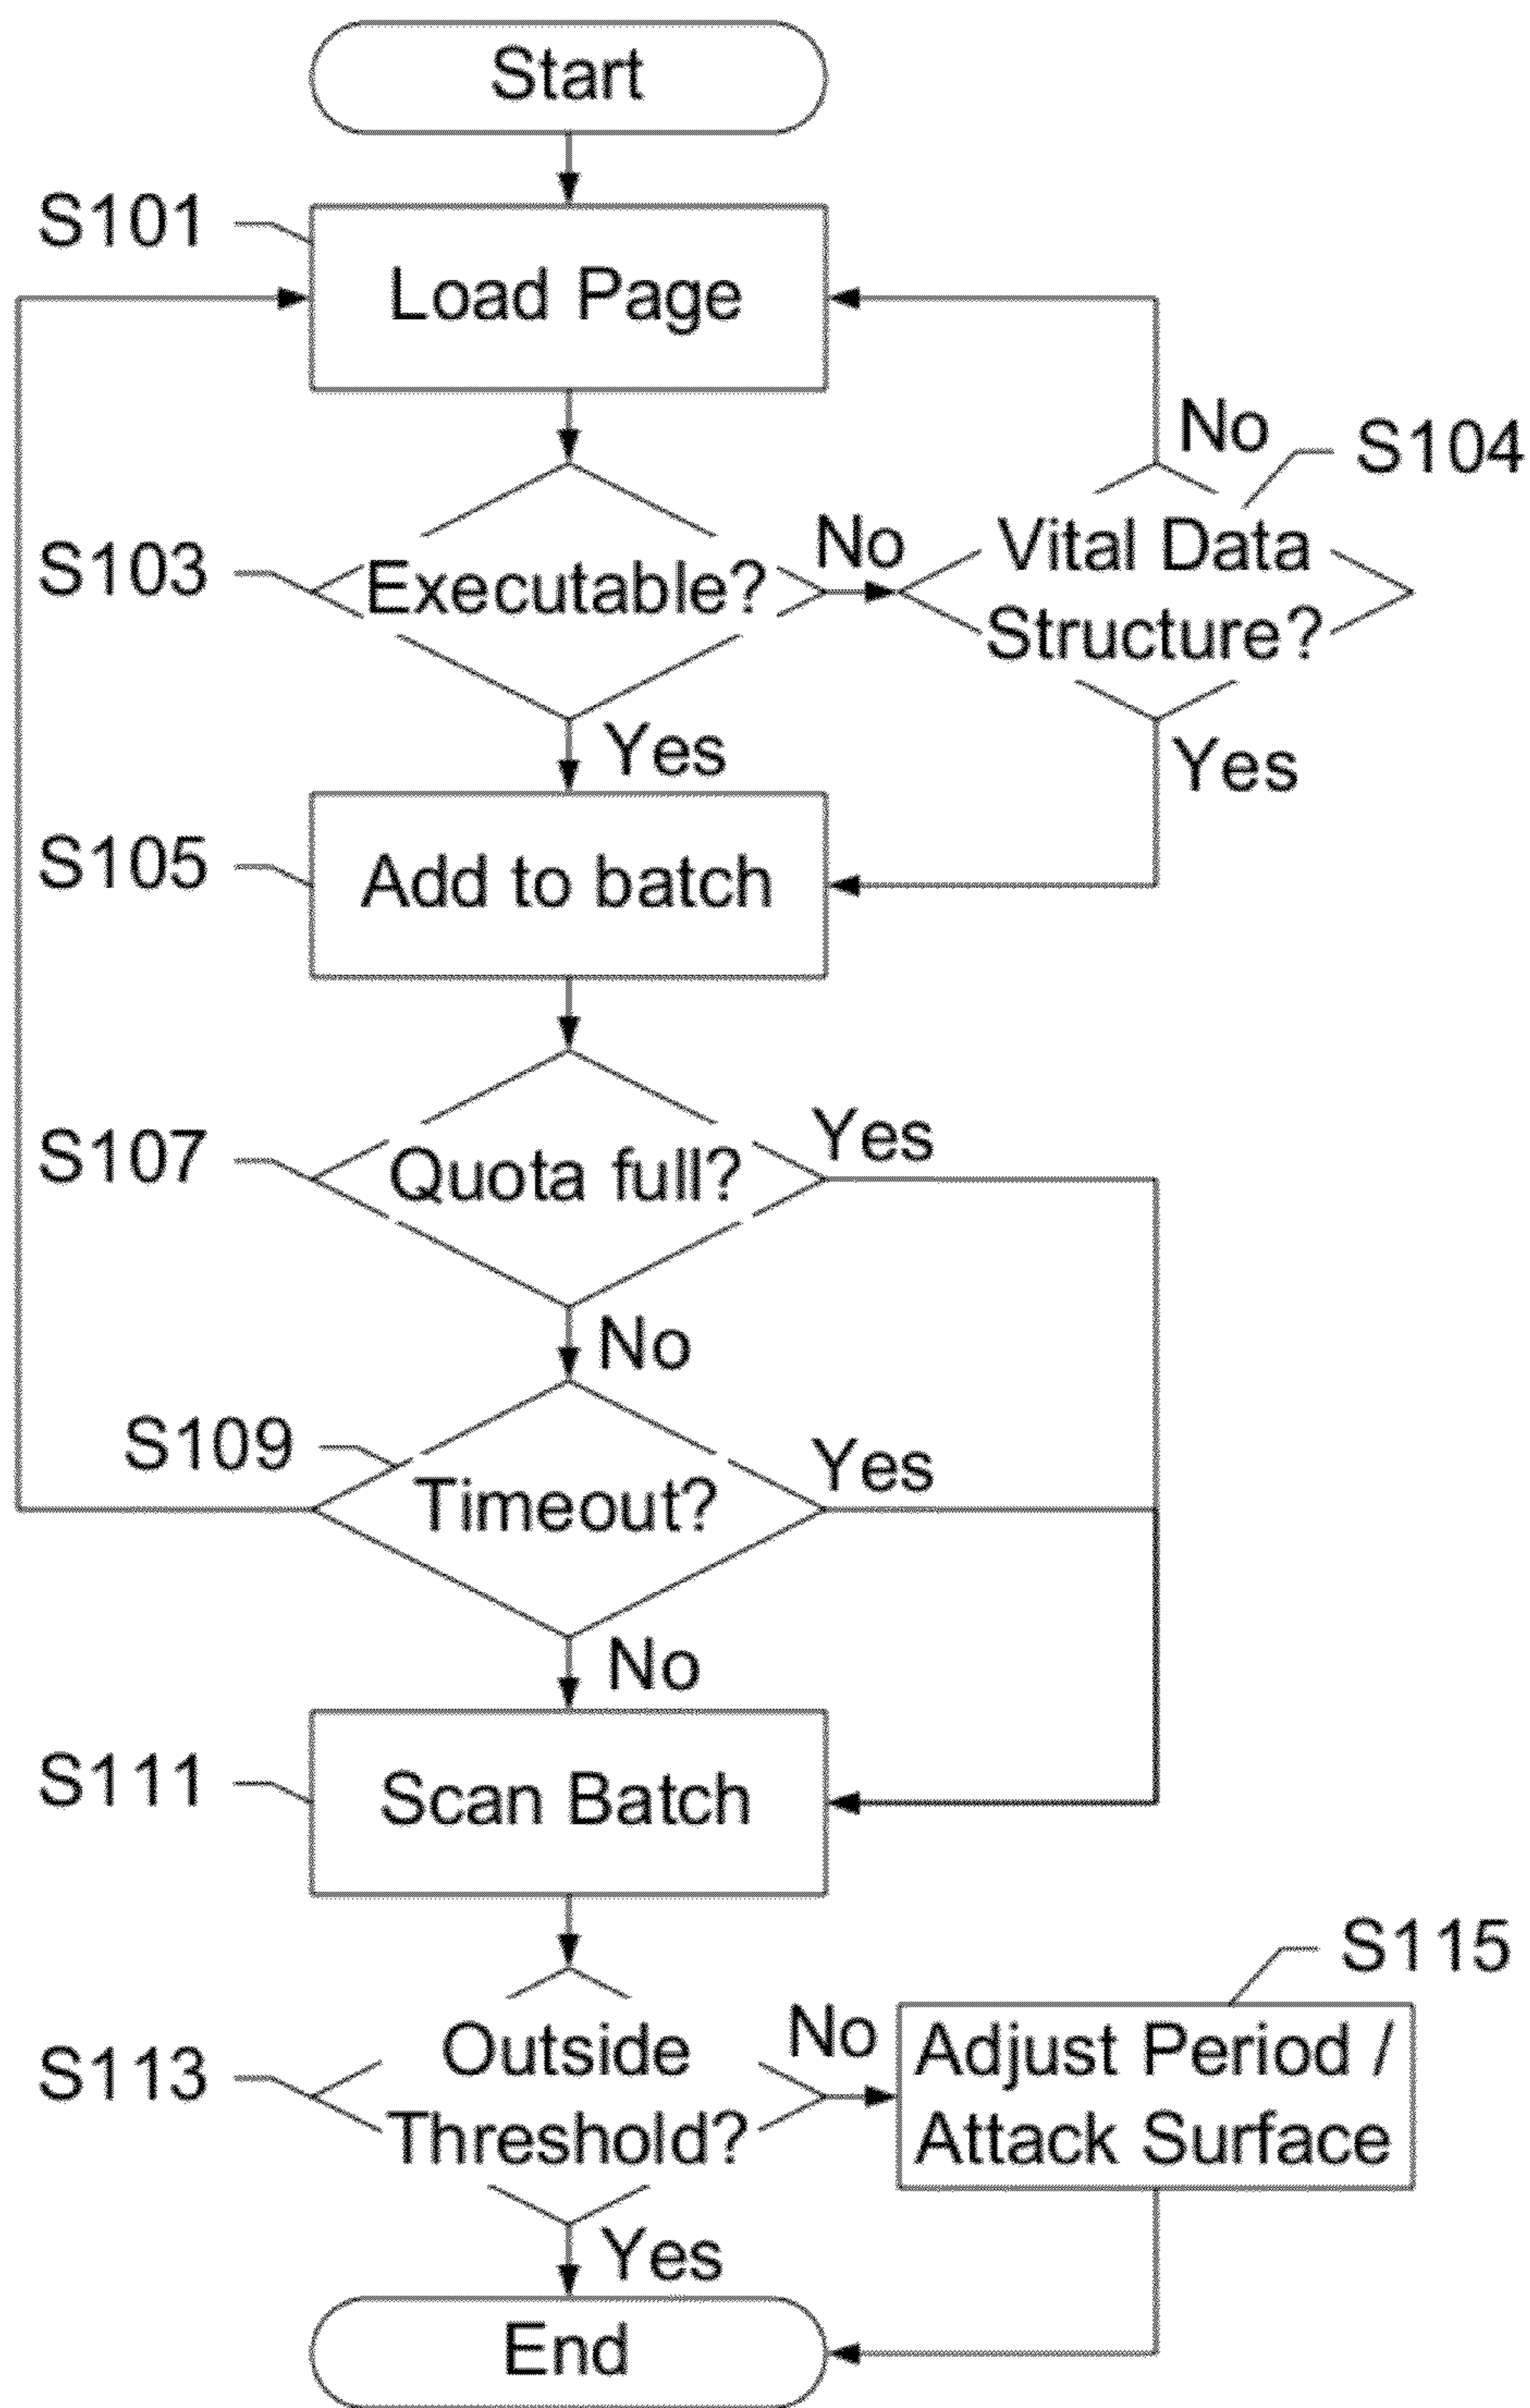 Start
S101
Load Page
No
S104
S103
Executable?
No
Vital Data
Structure?
Yes
Yes
S105
Add to batch
S107
Quota full?
Yes
No
S109
Timeout?
Yes
No
S111
Scan Batch
S115
S113
Outside
Threshold?
No
Adjust Period /
Attack Surface
Yes
End